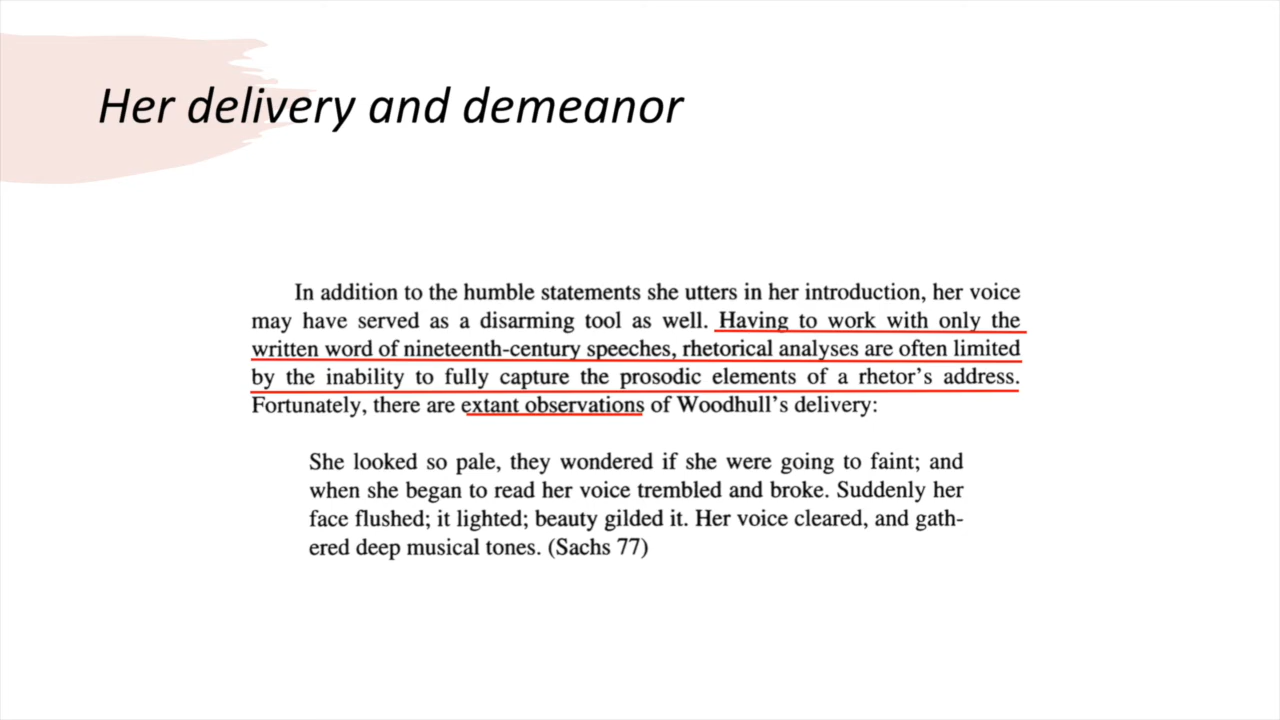 Her delivery and demeanor
In addition to the humble statements she utters in her introduction, her voice
may have served as a disarming tool as well. Having to work with only the
written word of nineteenth-century speeches, rhetorical analyses are often limited
by the inability to fully capture the prosodic elements of a rhetor's address.
Fortunately, there are extant observations of Woodhull's delivery:
She looked so pale, they wondered if she were going to faint; and
when she began to read her voice trembled and broke. Suddenly her
face flushed; it lighted; beauty gilded it. Her voice cleared, and gath-
ered deep musical tones. (Sachs 77)